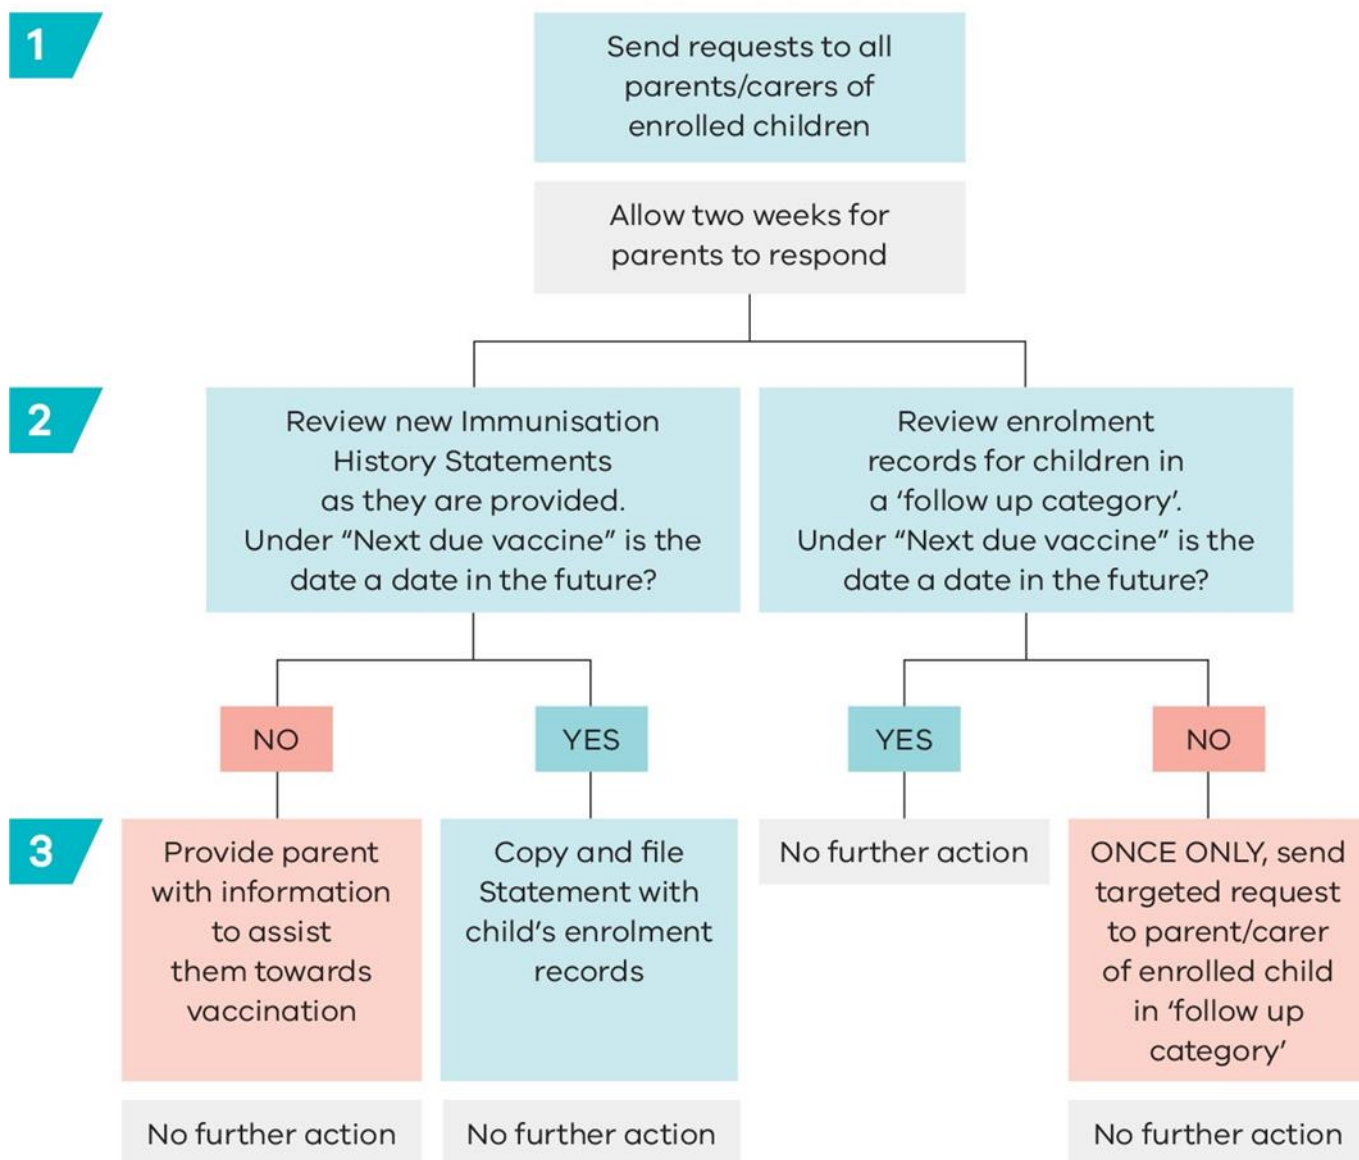 1
Send requests to all
parents/carers of
enrolled children
Allow two weeks for
parents to respond
2
Review new Immunisation
History Statements
as they are provided.
Under “Next due vaccine” is the
date a date in the future?
Review enrolment
records for children in
a ‘follow up category’.
Under “Next due vaccine” is the
date a date in the future?
NO
YES
YES
NO
3
Provide parent
with information
to assist
them towards
vaccination
No further action
Copy and file
Statement with
child’s enrolment
records
No further action
No further action
ONCE ONLY, send
targeted request
to parent/carer
of enrolled child
in ‘follow up
category’
No further action